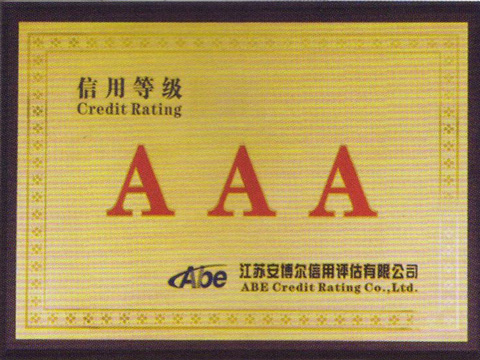 信用等级
Credit Rating
A A A
Abe 江苏安博尔信用评估有限公司
ABE Credit Rating Co.,Ltd.